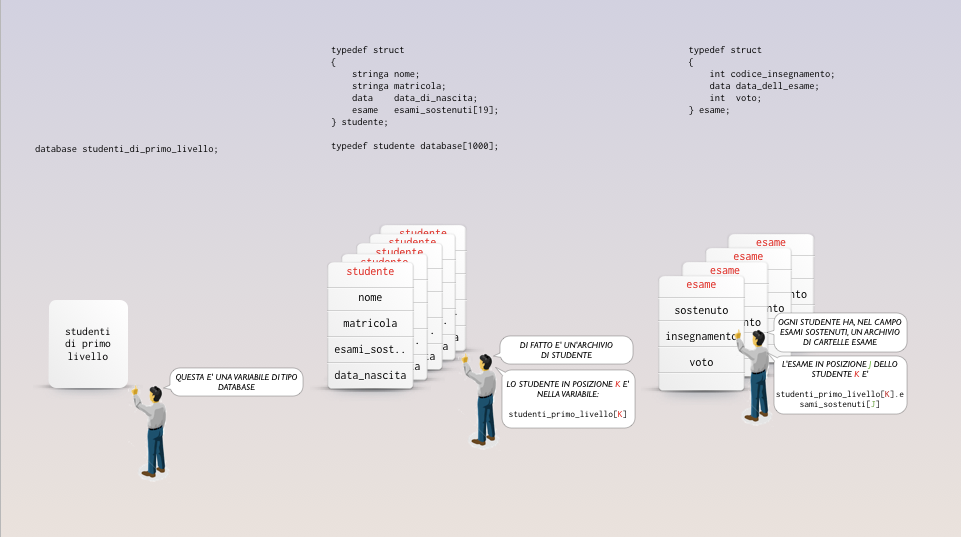 database studenti_di_primo_livello;
typedef struct
{
    stringa nome;
    stringa matricola;
    data    data_di_nascita;
    esame   esami_sostenuti[19];
} studente;
typedef studente database[1000];
typedef struct
{
    int codice_insegnamento;
    data data_dell_esame;
    int  voto;
} esame;
studenti
di primo
livello
QUESTA E' UNA VARIABILE DI TIPO
DATABASE
studente
studente
studente
studente
studente
nome
matricola
esami_sost..
data_nascita
DI FATTO E' UN'ARCHIVIO
DI STUDENTE
LO STUDENTE IN POSIZIONE K E'
NELLA VARIABILE:
studenti_primo_livello[K]
esame
esame
esame
esame
sostenuto
insegnamento
voto
OGNI STUDENTE HA, NEL CAMPO
ESAMI SOSTENUTI, UN ARCHIVIO
DI CARTELLE ESAME
L'ESAME IN POSIZIONE j DELLO
STUDENTE K E'
studenti_primo_livello[K].e
sami_sostenuti[J]